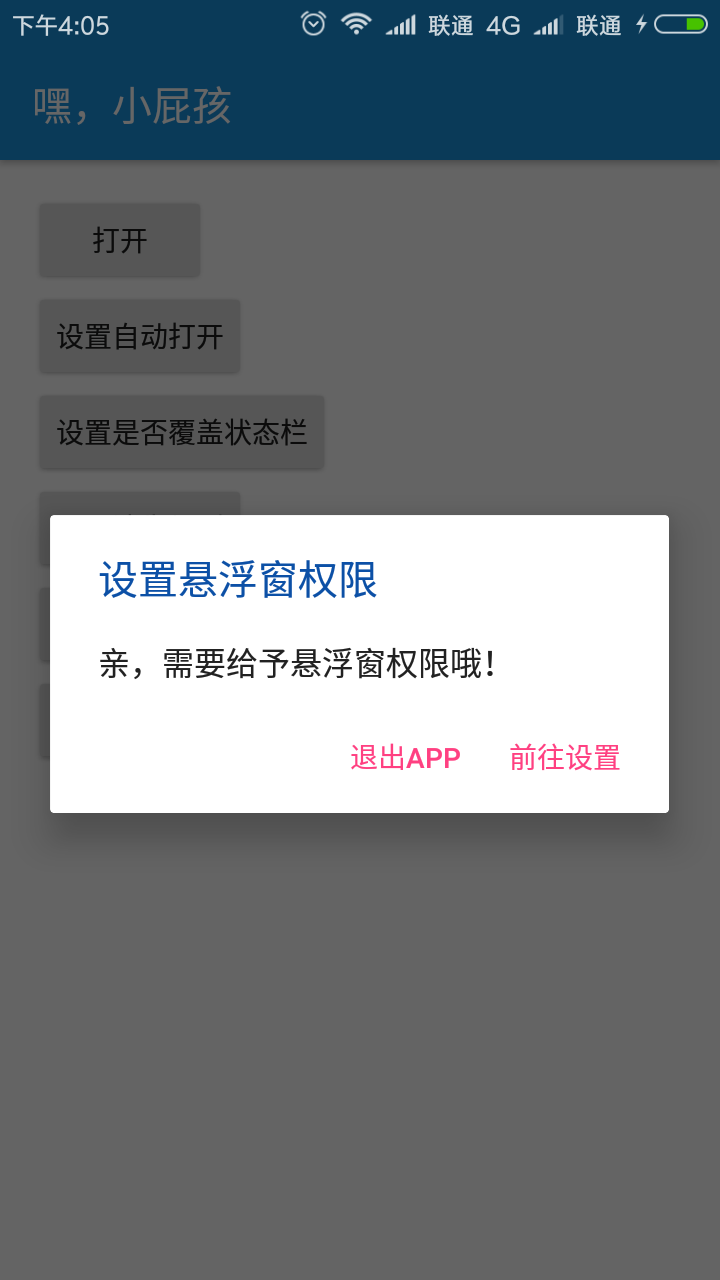 下午4:05 联通 4G 联通
嘿，小屁孩
打开
设置自动打开
设置是否覆盖状态栏
设置悬浮窗权限
亲，需要给予悬浮窗权限哦！
退出APP 前往设置